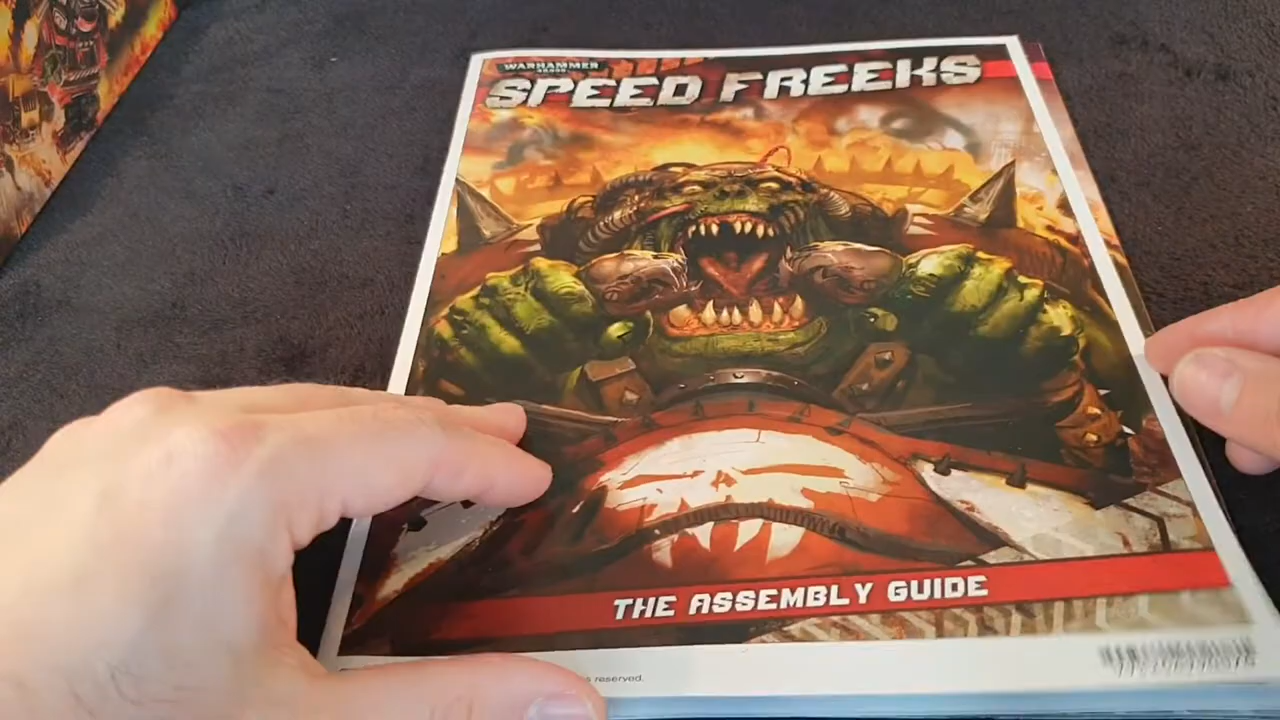 WARHAMMER
40,000
SPEED FREEKS
THE ASSEMBLY GUIDE
reserved.